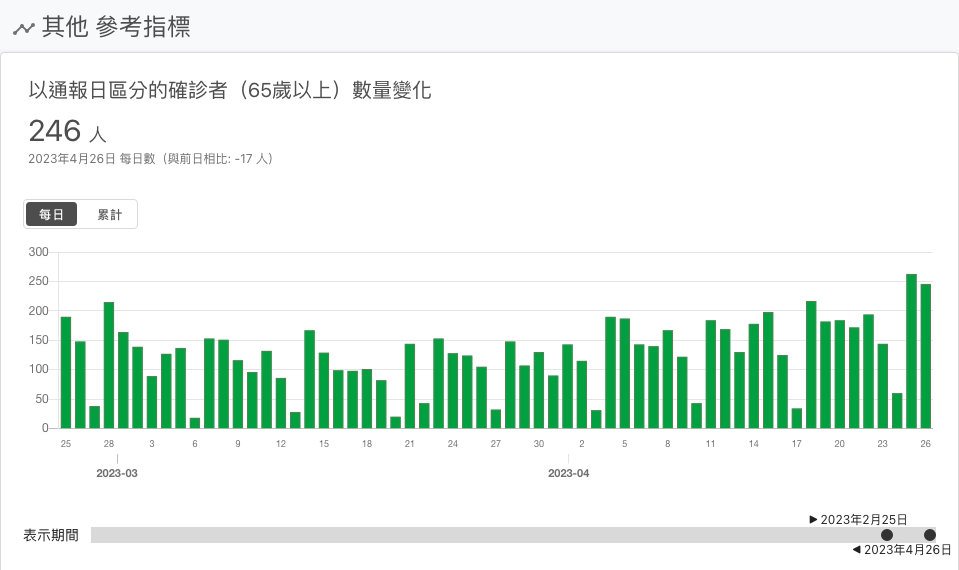 其他 參考指標
以通報日區分的確診者（65歲以上）數量變化
246 人
2023年4月26日 每日數（與前日相比: -17 人）
每日 累計
300
250
200
150
100
50
0
25 28 3 6 9 12 15 18 21 24 27 30 2 5 8 11 14 17 20 23 26
2023-03 2023-04
▶ 2023年2月25日
表示期間
◀ 2023年4月26日